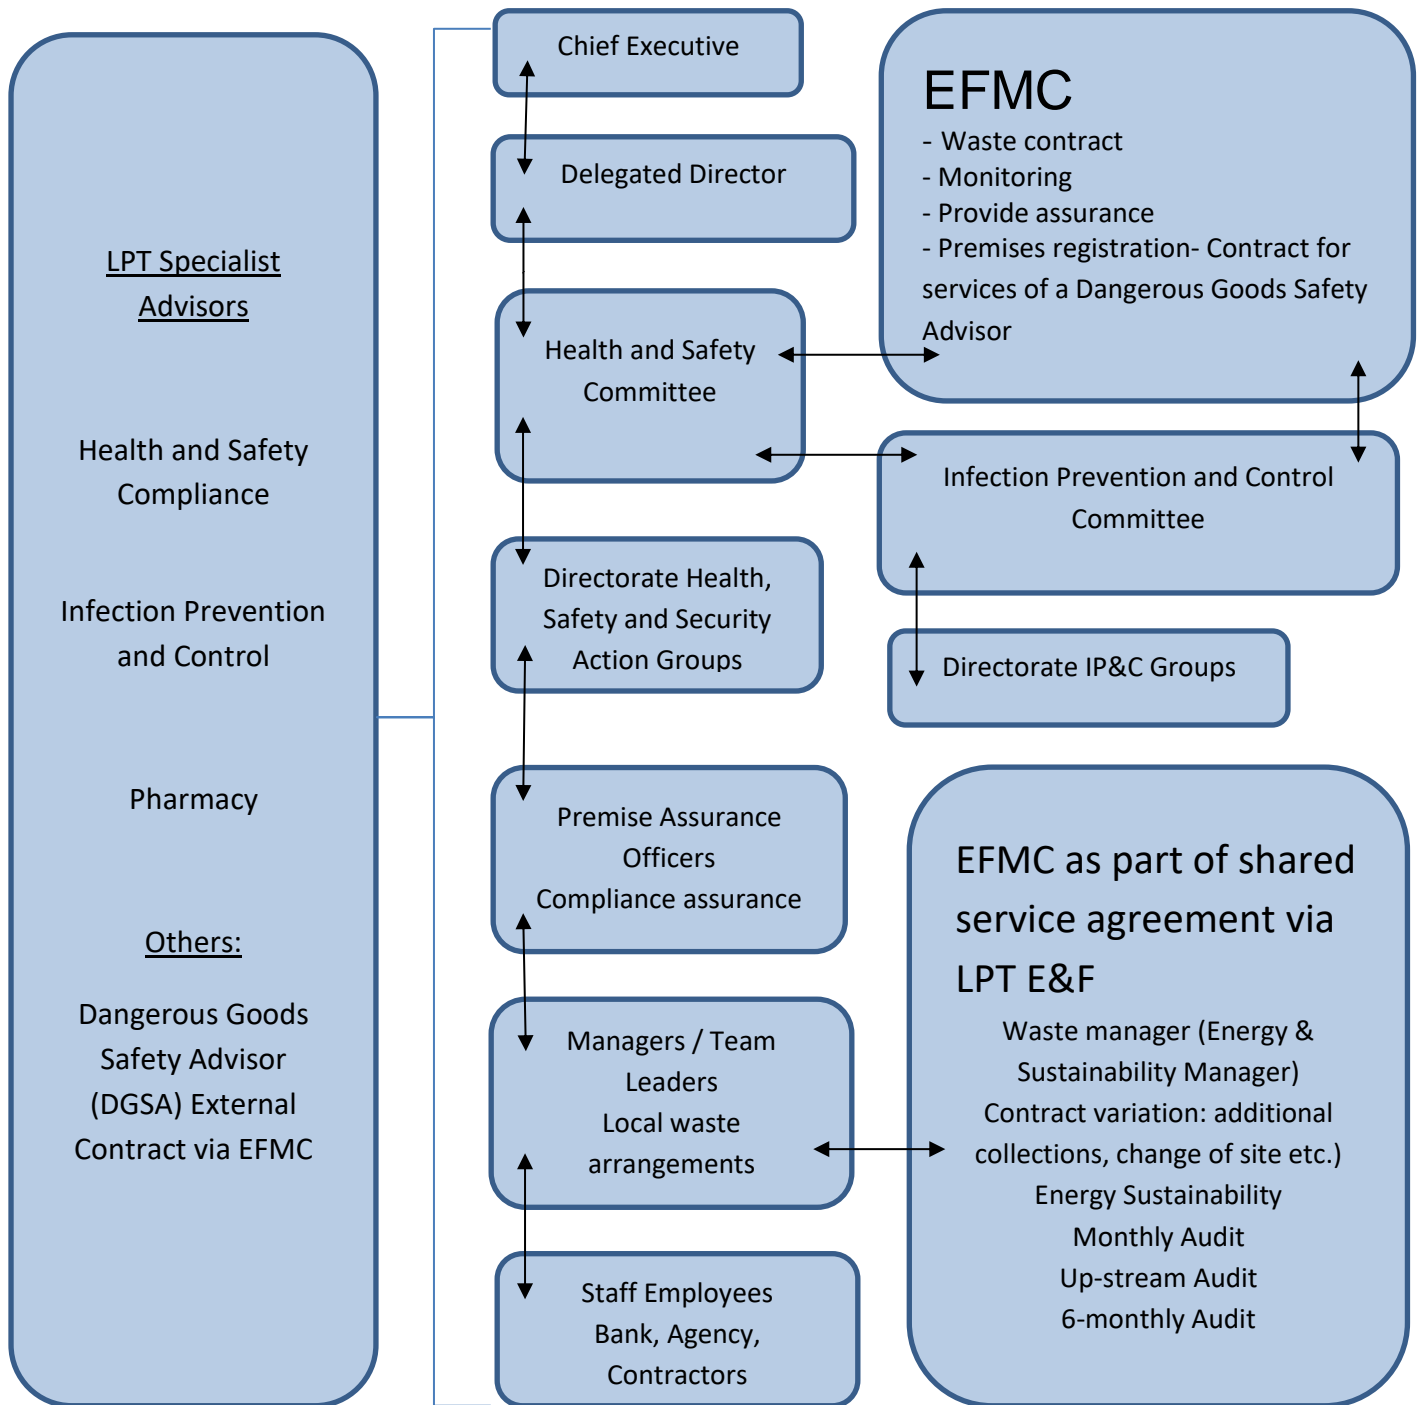 LPT Specialist
Advisors
Health and Safety
Compliance
Infection Prevention
and Control
Pharmacy
Others:
Dangerous Goods
Safety Advisor
(DGSA) External
Contract via EFMC
Chief Executive
Delegated Director
Health and Safety
Committee
Directorate Health,
Safety and Security
Action Groups
Premise Assurance
Officers
Compliance assurance
Managers / Team
Leaders
Local waste
arrangements
Staff Employees
Bank, Agency,
Contractors
EFMC
- Waste contract
- Monitoring
- Provide assurance
- Premises registration- Contract for
services of a Dangerous Goods Safety
Advisor
Infection Prevention and Control
Committee
Directorate IP&C Groups
EFMC as part of shared
service agreement via
LPT E&F
Waste manager (Energy &
Sustainability Manager)
Contract variation: additional
collections, change of site etc.)
Energy Sustainability
Monthly Audit
Up-stream Audit
6-monthly Audit